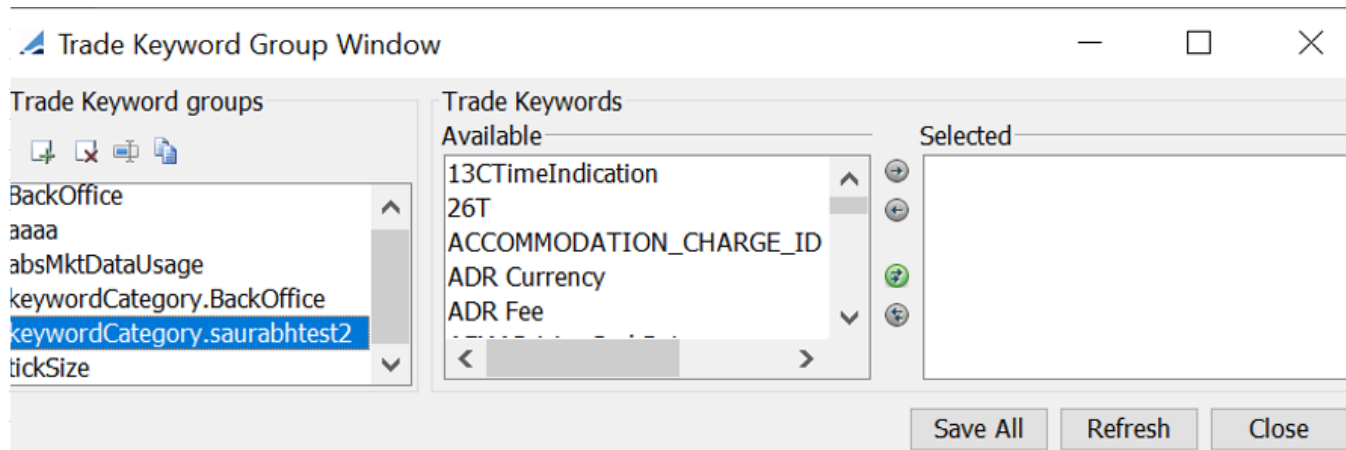 Trade Keyword Group Window
Trade Keyword groups
BackOffice
aaaa
absMktDataUsage
keywordCategory.BackOffice
keywordCategory.saurabhtest2
tickSize
Trade Keywords
Available
13CTimeIndication
26T
ACCOMMODATION_CHARGE_ID
ADR Currency
ADR Fee
Selected
Save All
Refresh
Close